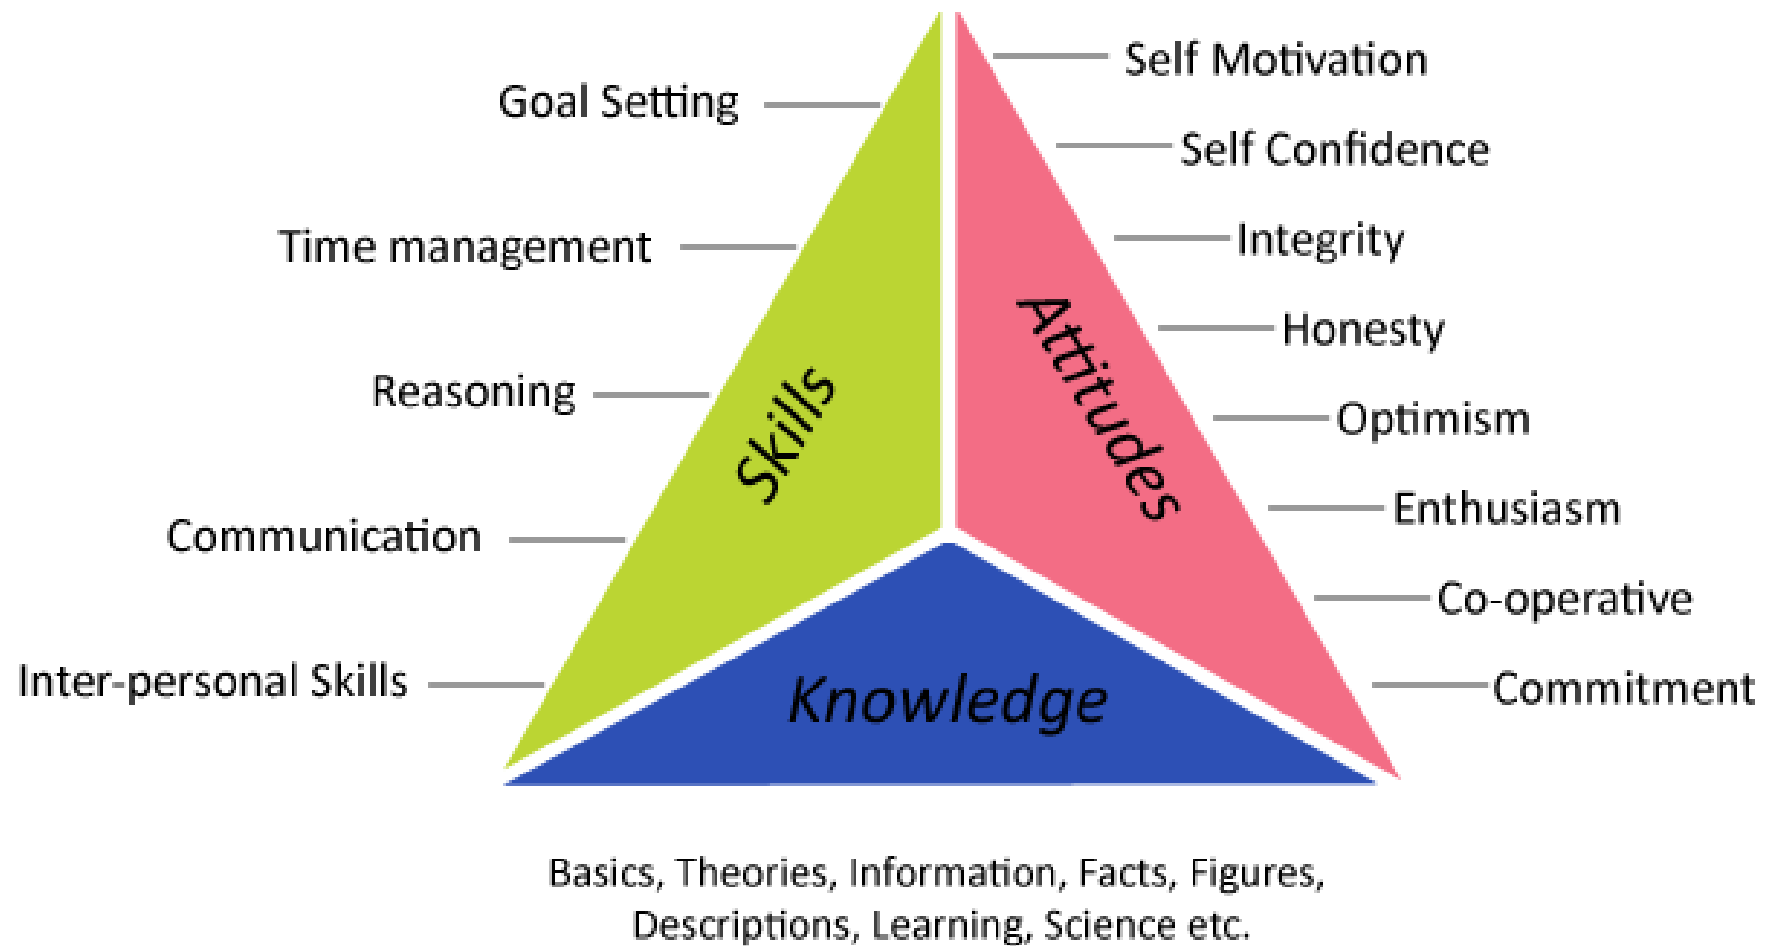 Goal Setting
Time management
Reasoning
Communication
Inter-personal Skills
Skills
Attitudes
Self Motivation
Self Confidence
Integrity
Honesty
Optimism
Enthusiasm
Co-operative
Commitment
Knowledge
Basics, Theories, Information, Facts, Figures,
Descriptions, Learning, Science etc.